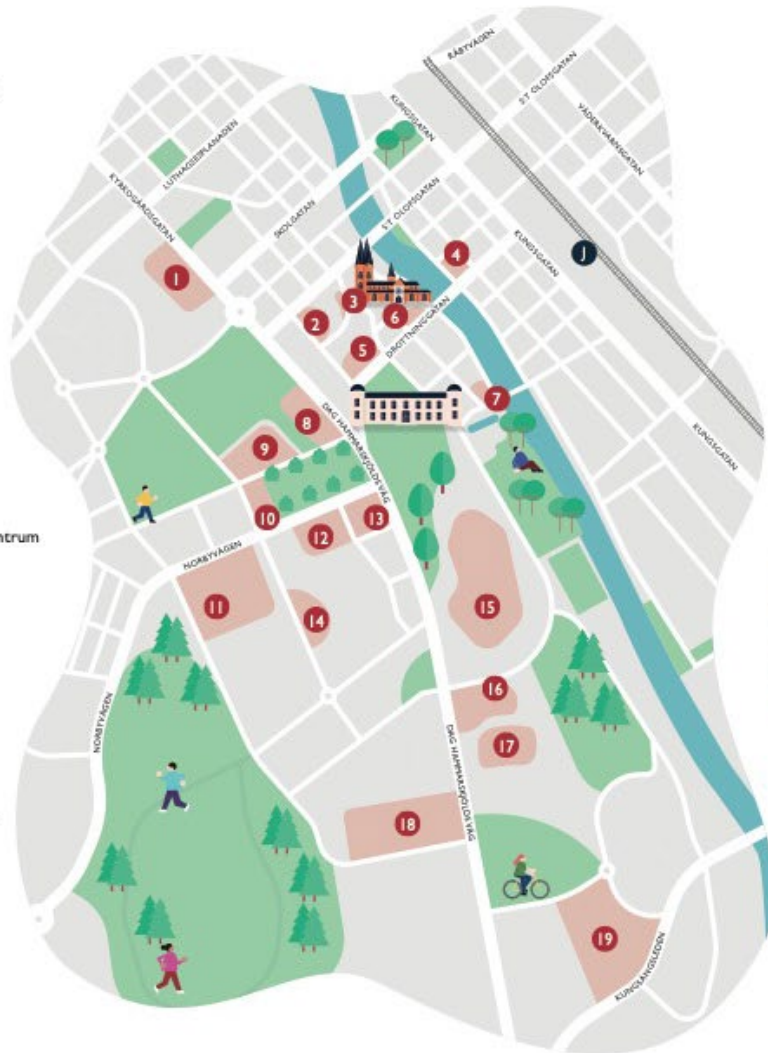 RÅBYVÄGEN
S:T OLOFSGATAN
KUNGSGATAN
VÄDERKVARNSGATAN
LUTHAGSESPLANADEN
KYRKOGÅRDSGATAN
SKOLGATAN
S:T OLOFSGATAN
KUNGSGATAN
J
4
1
3
6
2
5
DROTTNINGGATAN
7
DAG HAMMARSKJÖLDS VÄG
8
KUNGSGATAN
9
10
13
12
ntrum
NORBYVÄGEN
11
15
14
16
NORBYVÄGEN
17
DAG HAMMARSKJÖLDS VÄG
18
19
KUNGSÄNGSLEDEN